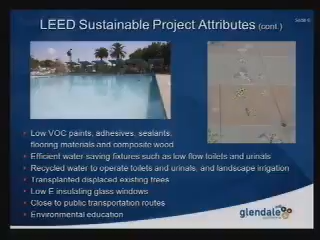 LEED Sustainable Project Attributes (cont.)
• Low VOC paints, adhesives, sealants,
flooring materials and composite wood
• Efficient water saving fixtures such as low flow toilets and urinals
• Recycled water to operate toilets and urinals, and landscape irrigation
• Transplanted displaced existing trees
• Low E insulating glass windows
• Close to public transportation routes
• Environmental education
glendale